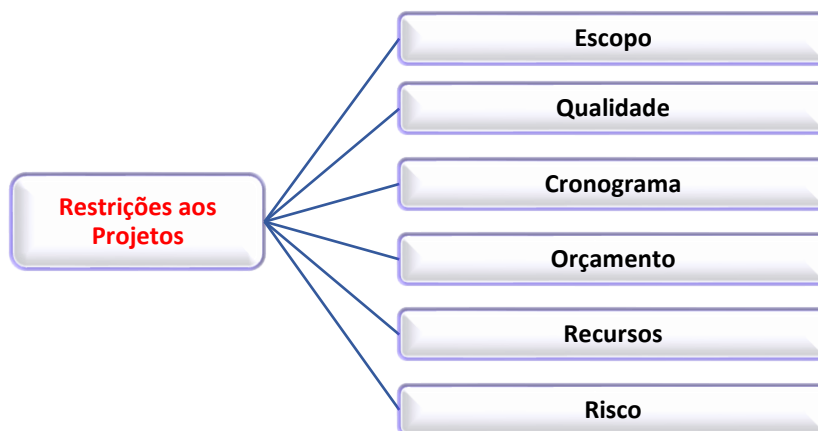 Restrições aos
Projetos
Escopo
Qualidade
Cronograma
Orçamento
Recursos
Risco